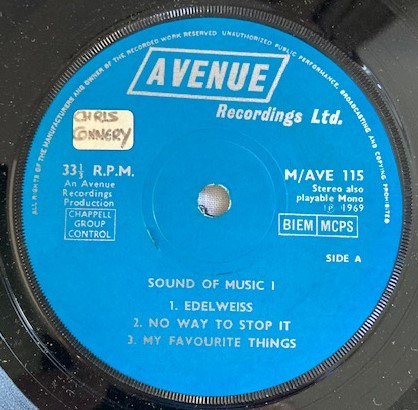 ALL RIGHTS OF THE MANUFACTURERS AND OWNER OF THE RECORDED WORK RESERVED UNAUTHORIZED PUBLIC PERFORMANCE, BROADCASTING AND COPYING PROHIBITED
AVENUE
Recordings Ltd.
CHRIS
CONNERY
33⅓ R.P.M.
An Avenue
Recordings
Production
CHAPPELL
GROUP
CONTROL
M/AVE 115
Stereo also
playable Mono
℗ 1969
BIEM MCPS
SIDE A
SOUND OF MUSIC I
1. EDELWEISS
2. NO WAY TO STOP IT
3. MY FAVOURITE THINGS